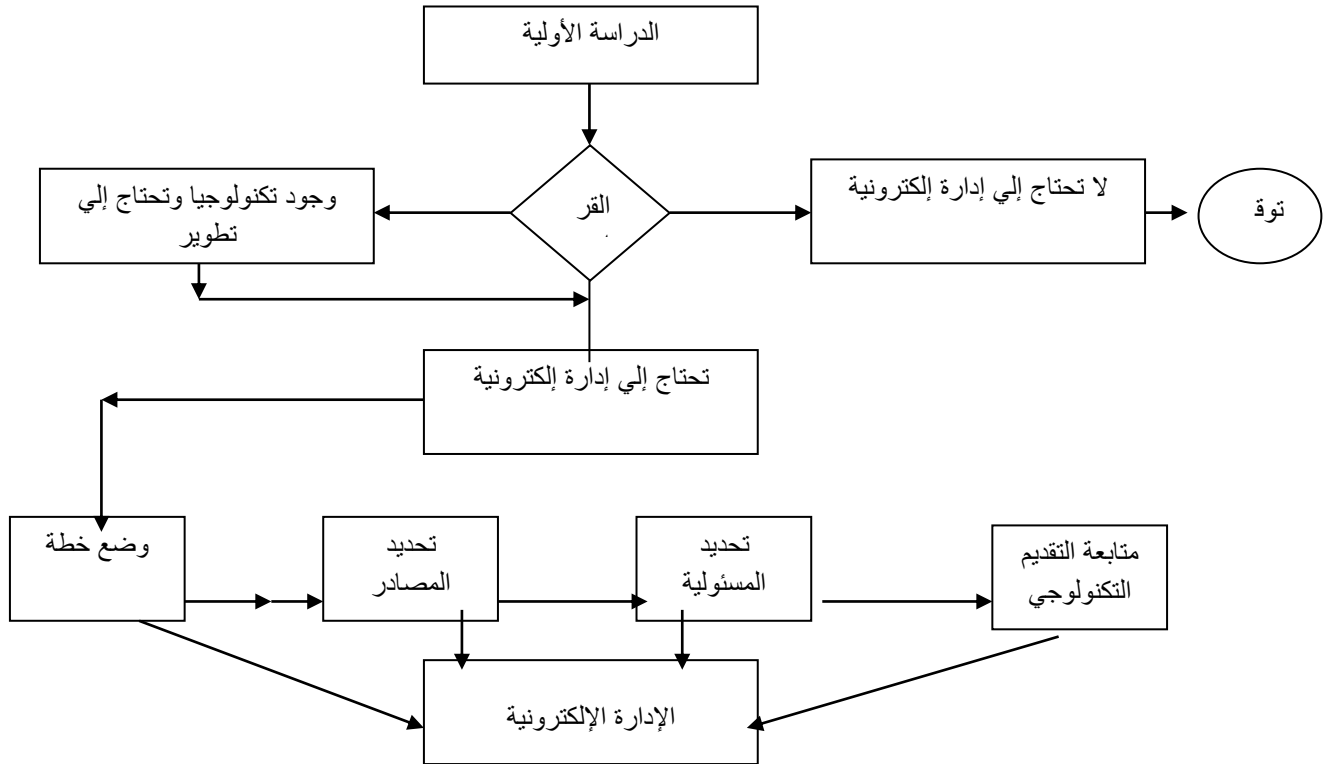 الدراسة الأولية
لا تحتاج إلي إدارة إلكترونية
توقـ
القر
وجود تكنولوجيا وتحتاج إلي
تطوير
تحتاج إلي إدارة إلكترونية
وضع خطة
تحديد
المصادر
تحديد
المسئولية
متابعة التقديم
التكنولوجي
الإدارة الإلكترونية